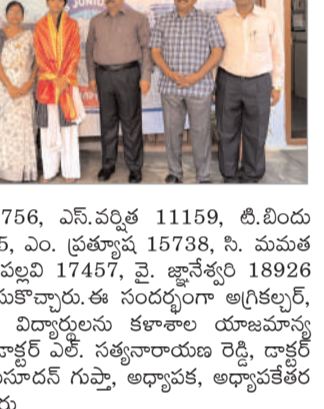 JUNIOR
756, ఎస్.వర్షిత 11159, టి.బిందు
5, ఎం. ప్రత్యూష 15738, సి. మమత
పల్లవి 17457, వై. జ్ఞానేశ్వరి 18926
సుకొచ్చారు.ఈ సందర్భంగా అగ్రికల్చర్,
విద్యార్థులను కళాశాల యాజమాన్య
డాక్టర్ ఎల్. సత్యనారాయణ రెడ్డి, డాక్టర్
సూదన్ గుప్తా, అధ్యాపక, అధ్యాపకేతర